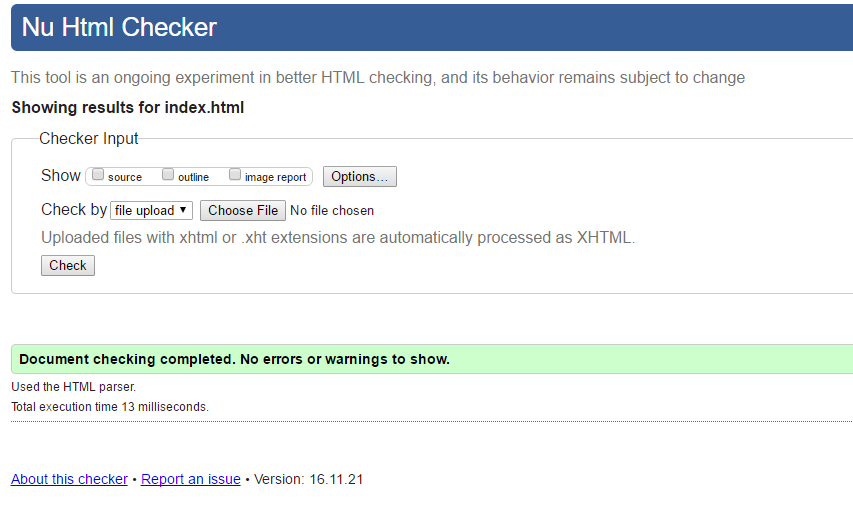 Nu Html Checker
This tool is an ongoing experiment in better HTML checking, and its behavior remains subject to change
Showing results for index.html
Checker Input
Show source outline image report Options...
Check by file upload Choose File No file chosen
Uploaded files with xhtml or .xht extensions are automatically processed as XHTML.
Check
Document checking completed. No errors or warnings to show.
Used the HTML parser.
Total execution time 13 milliseconds.
About this checker • Report an issue • Version: 16.11.21